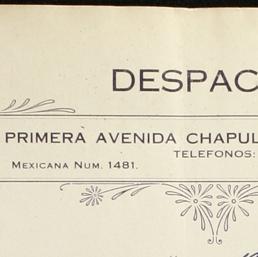 DESPAC
PRIMERA AVENIDA CHAPUL
TELEFONOS:
MEXICANA NUM. 1481.